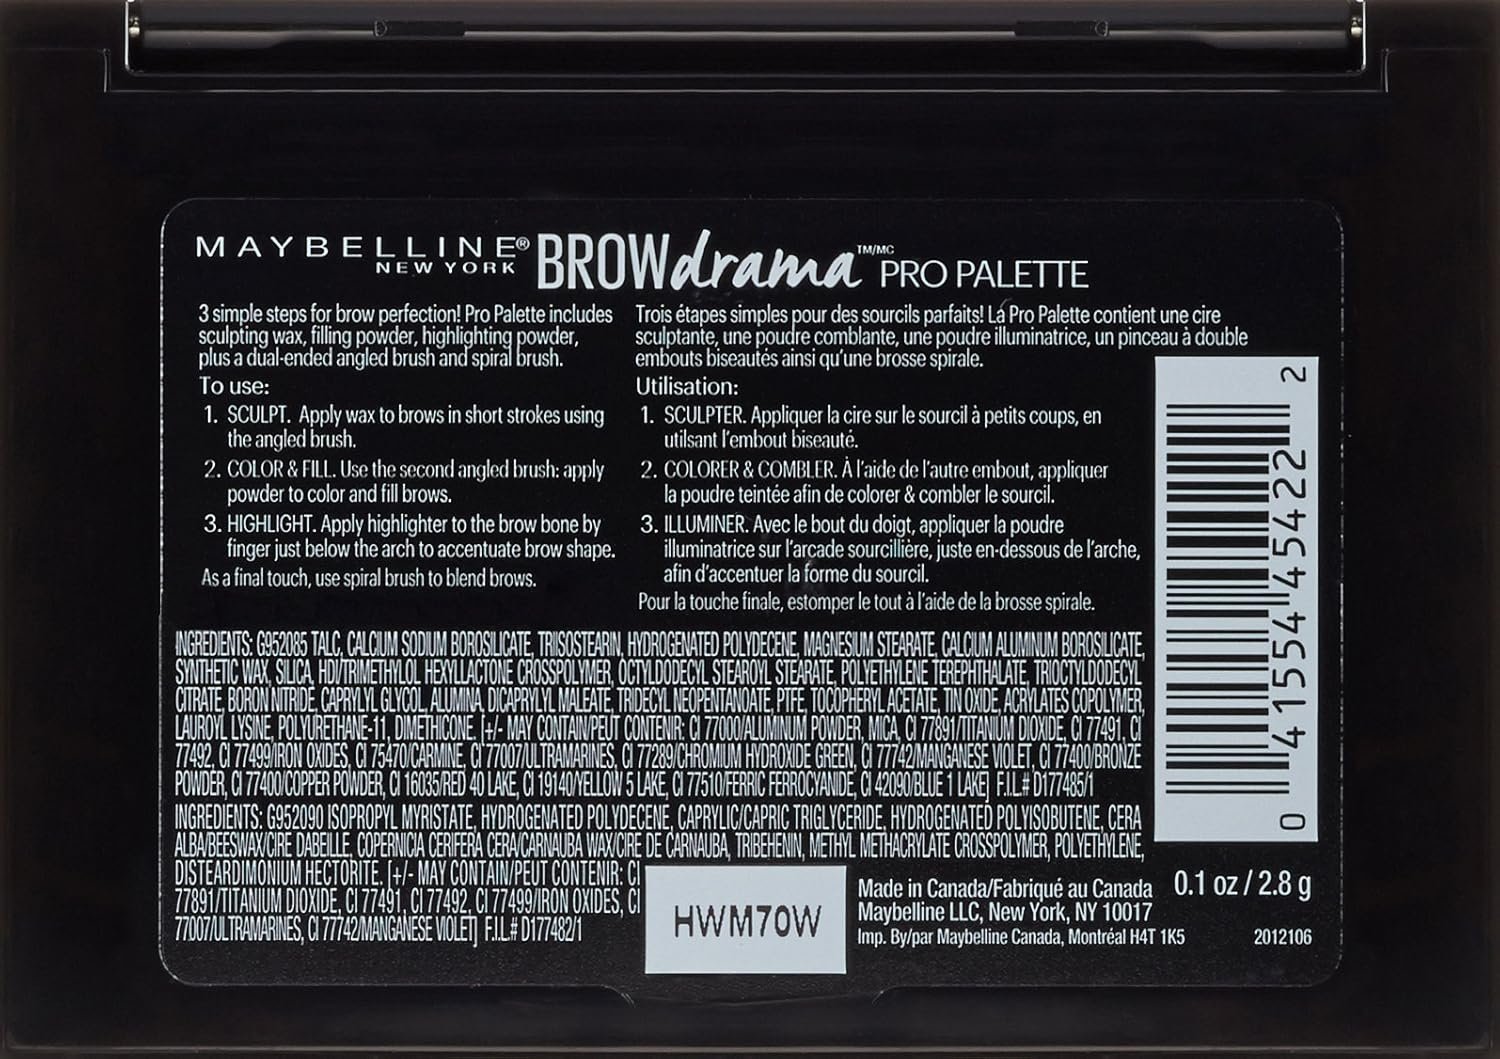 MAYBELLINE®
NEW YORK
BROWdrama™/MC PRO PALETTE
3 simple steps for brow perfection! Pro Palette includes
sculpting wax, filling powder, highlighting powder,
plus a dual-ended angled brush and spiral brush.
To use:
1. SCULPT. Apply wax to brows in short strokes using
the angled brush.
2. COLOR & FILL. Use the second angled brush: apply
powder to color and fill brows.
3. HIGHLIGHT. Apply highlighter to the brow bone by
finger just below the arch to accentuate brow shape.
As a final touch, use spiral brush to blend brows.
Trois étapes simples pour des sourcils parfaits! Lá Pro Palette contient une cire
sculptante, une poudre comblante, une poudre illuminatrice, un pinceau à double
embouts biseautés ainsi qu'une brosse spirale.
Utilisation:
1. SCULPTER. Appliquer la cire sur le sourcil à petits coups, en
utilsant l'embout biseauté.
2. COLORER & COMBLER. À l'aide de l'autre embout, appliquer
la poudre teintée afin de colorer & combler le sourcil.
3. ILLUMINER. Avec le bout du doigt, appliquer la poudre
illuminatrice sur l'arcade sourcillière, juste en-dessous de l'arche,
afin d'accentuer la forme du sourcil.
Pour la touche finale, estomper le tout à l'aide de la brosse spirale.
INGREDIENTS: G952085 TALC, CALCIUM SODIUM BOROSILICATE, TRIISOSTEARIN, HYDROGENATED POLYDECENE, MAGNESIUM STEARATE, CALCIUM ALUMINUM BOROSILICATE,
SYNTHETIC WAX, SILICA, HDI/TRIMETHYLOL HEXYLLACTONE CROSSPOLYMER, OCTYLDODECYL STEAROYL STEARATE, POLYETHYLENE TEREPHTHALATE, TRIOCTYLDODECYL
CITRATE, BORON NITRIDE, CAPRYLYL GLYCOL, ALUMINA, DICAPRYLYL MALEATE, TRIDECYL NEOPENTANOATE, PTFE, TOCOPHERYL ACETATE, TIN OXIDE, ACRYLATES COPOLYMER,
LAUROYL LYSINE, POLYURETHANE-11, DIMETHICONE. [+/- MAY CONTAIN/PEUT CONTENIR: CI 77000/ALUMINUM POWDER, MICA, CI 77891/TITANIUM DIOXIDE, CI 77491, CI
77492, CI 77499/IRON OXIDES, CI 75470/CARMINE, CI 77007/ULTRAMARINES, CI 77289/CHROMIUM HYDROXIDE GREEN, CI 77742/MANGANESE VIOLET, CI 77400/BRONZE
POWDER, CI 77400/COPPER POWDER, CI 16035/RED 40 LAKE, CI 19140/YELLOW 5 LAKE, CI 77510/FERRIC FERROCYANIDE, CI 42090/BLUE 1 LAKE] F.I.L.# D177485/1
INGREDIENTS: G952090 ISOPROPYL MYRISTATE, HYDROGENATED POLYDECENE, CAPRYLIC/CAPRIC TRIGLYCERIDE, HYDROGENATED POLYISOBUTENE, CERA
ALBA/BEESWAX/CIRE DABEILLE, COPERNICIA CERIFERA CERA/CARNAUBA WAX/CIRE DE CARNAUBA, TRIBEHENIN, METHYL METHACRYLATE CROSSPOLYMER, POLYETHYLENE,
DISTEARDIMONIUM HECTORITE, [+/- MAY CONTAIN/PEUT CONTENIR: CI
77891/TITANIUM DIOXIDE, CI 77491, CI 77492, CI 77499/IRON OXIDES, CI
77007/ULTRAMARINES, CI 77742/MANGANESE VIOLET] F.I.L.# D177482/1
HWM70W
Made in Canada/Fabriqué au Canada
Maybelline LLC, New York, NY 10017
Imp. By/par Maybelline Canada, Montréal H4T 1K5
0.1 oz / 2.8 g
2012106
0 41554 45422 2